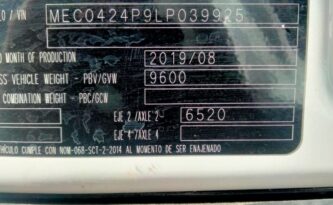 O / VIN MEC0424P9LP039925
MONTH OF PRODUCTION 2019/08
SS VEHICLE WEIGHT - PBV/GVW 9600
COMBINATION WEIGHT - PBC/GCW
EJE 2 /AXLE 2- 6520
EJE 4 /AXLE 4
HÍCULO CUMPLE CON NOM-068-SCT-2-2014 AL MOMENTO DE SER ENAJENADO